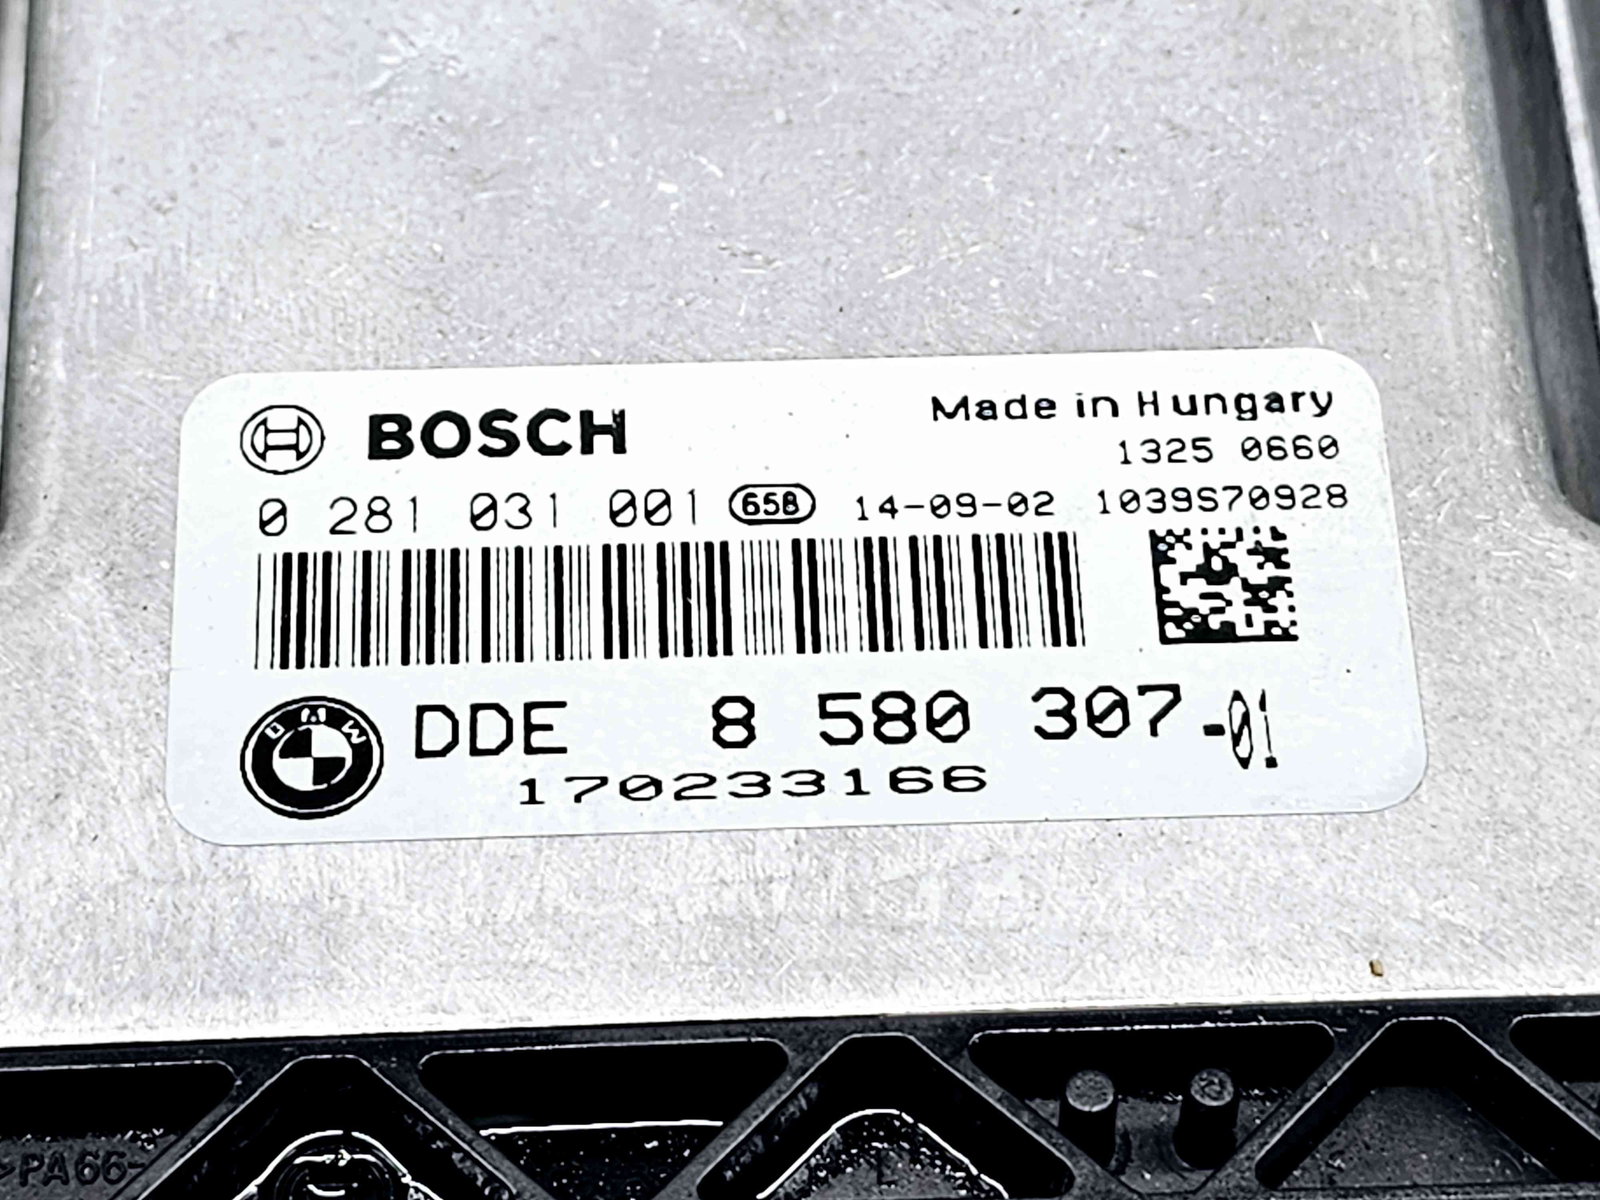 BOSCH
Made in Hungary
1325 0660
0 281 031 001 658 14-09-02 1039S70928
BMW DDE 8 580 307-01
170233166
>PA66-